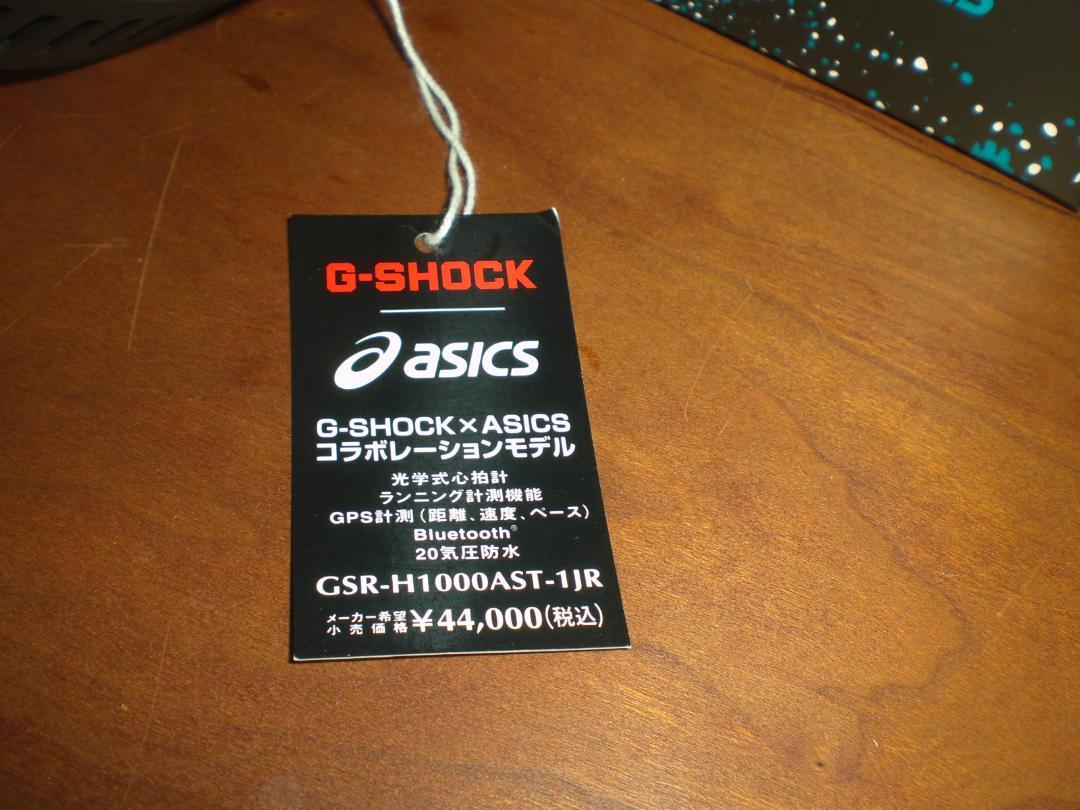 G-SHOCK
asics
G-SHOCK×ASICS
コラボレーションモデル
光学式心拍計
ランニング計測機能
GPS計測(距離、速度、ペース)
Bluetooth®
20気圧防水
GSR-H1000AST-1JR
メーカー希望小売価格 ¥44,000(税込)